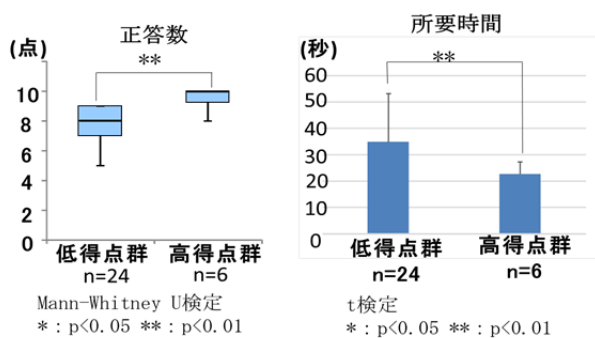 正答数
(点)
**
10
8
6
4
2
0
低得点群
高得点群
n=24
n=6
Mann-Whitney U検定
*：p<0.05 **：p<0.01
所要時間
(秒)
**
60
50
40
30
20
10
0
低得点群
高得点群
n=24
n=6
t検定
*：p<0.05 **：p<0.01